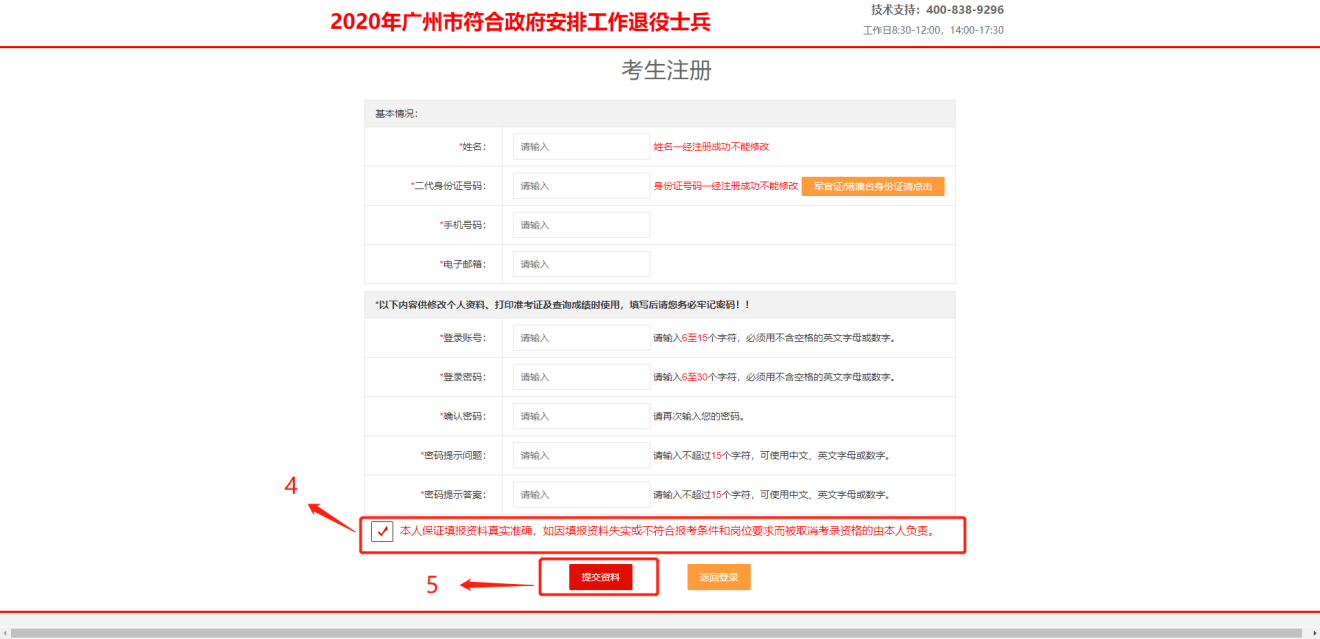 2020年广州市符合政府安排工作退役士兵
技术支持：400-838-9296
工作日8:30-12:00，14:00-17:30
考生注册
基本情况：
*姓名： 请输入 姓名一经注册成功不能修改
*二代身份证号码： 请输入 身份证号码一经注册成功不能修改 军官证/港澳台身份证请点击
*手机号码： 请输入
*电子邮箱： 请输入
*以下内容供修改个人资料、打印准考证及查询成绩时使用，填写后请您务必牢记密码！！
*登录账号： 请输入 请输入6至15个字符，必须用不含空格的英文字母或数字。
*登录密码： 请输入 请输入6至30个字符，必须用不含空格的英文字母或数字。
*确认密码： 请输入 请再次输入您的密码。
*密码提示问题： 请输入 请输入不超过15个字符，可使用中文、英文字母或数字。
*密码提示答案： 请输入 请输入不超过15个字符，可使用中文、英文字母或数字。
4
本人保证填报资料真实准确，如因填报资料失实或不符合报考条件和岗位要求而被取消考录资格的由本人负责。
5 提交资料 返回登录